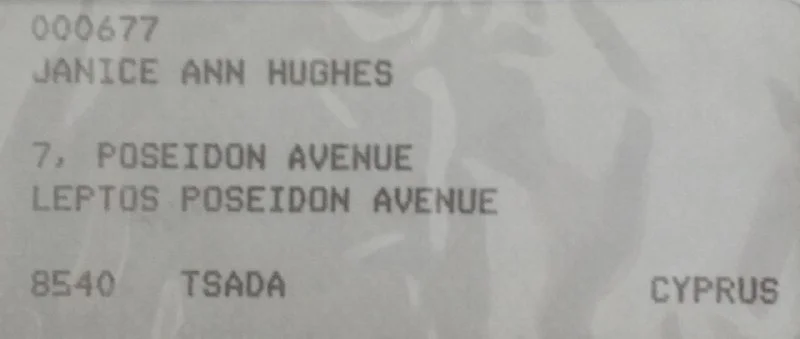 000677
JANICE ANN HUGHES
7, POSEIDON AVENUE
LEPTOS POSEIDON AVENUE
8540 TSADA CYPRUS